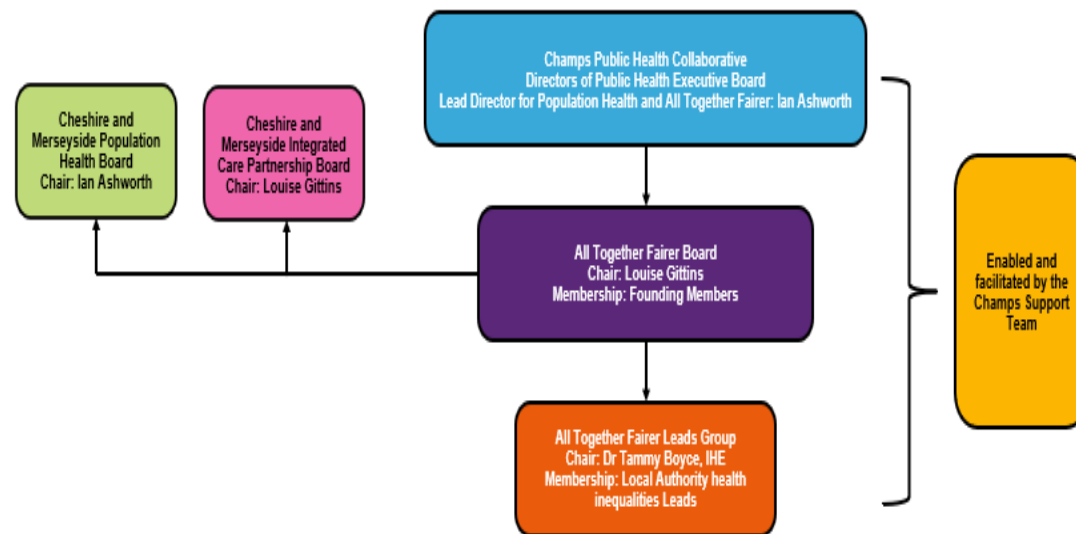 Champs Public Health Collaborative
Directors of Public Health Executive Board
Lead Director for Population Health and All Together Fairer: Ian Ashworth
Cheshire and
Merseyside Population
Health Board
Chair: Ian Ashworth
Cheshire and
Merseyside Integrated
Care Partnership Board
Chair: Louise Gittins
All Together Fairer Board
Chair: Louise Gittins
Membership: Founding Members
Enabled and
facilitated by the
Champs Support
Team
All Together Fairer Leads Group
Chair: Dr Tammy Boyce, IHE
Membership: Local Authority health
inequalities Leads